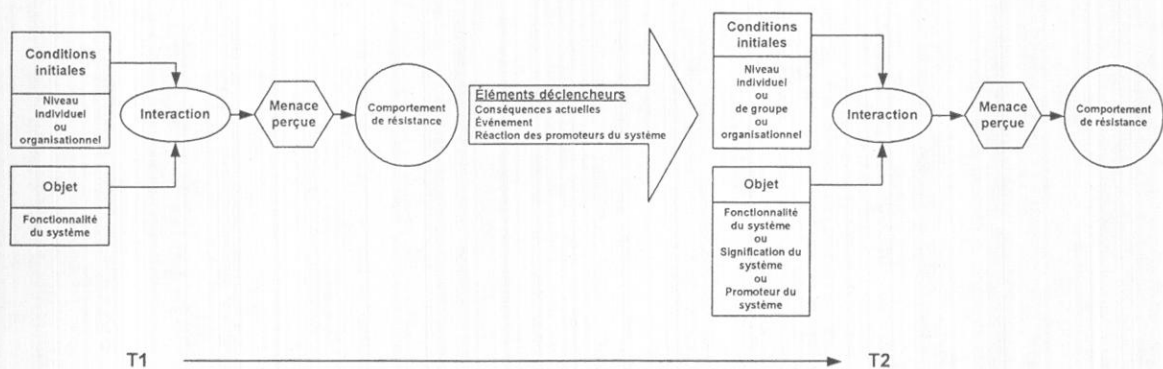 Conditions
initiales
Niveau
individuel
ou
organisationnel
Objet
Fonctionnalité
du système
Interaction
Menace
perçue
Comportement
de résistance
Éléments déclencheurs
Conséquences actuelles
Événement
Réaction des promoteurs du système
Conditions
initiales
Niveau
individuel
ou
de groupe
ou
organisationnel
Objet
Fonctionnalité
du système
ou
Signification du
système
ou
Promoteur du
système
Interaction
Menace
perçue
Comportement
de résistance
T1
T2